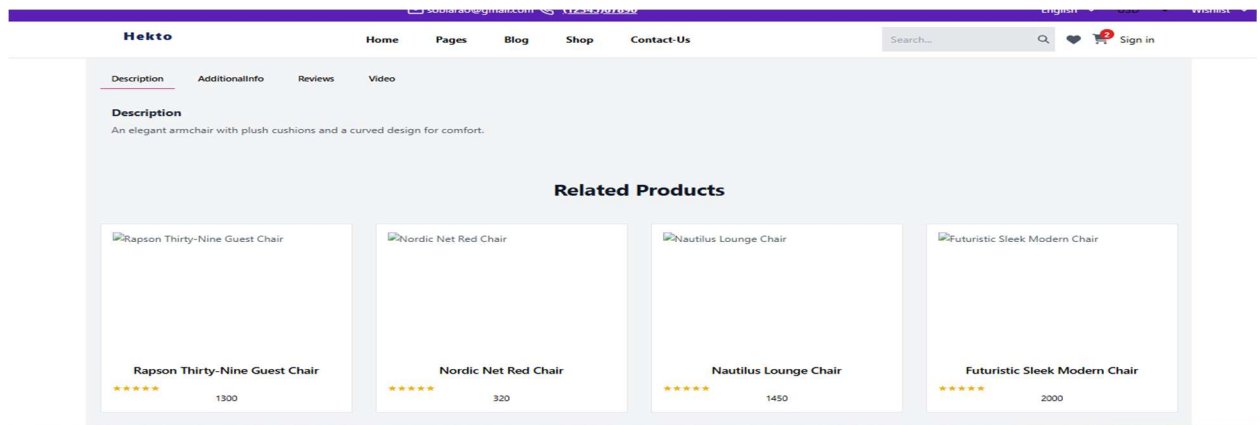 English USD Wishlist
Hekto Home Pages Blog Shop Contact-Us Search... 2 Sign in
Description AdditionalInfo Reviews Video
Description
An elegant armchair with plush cushions and a curved design for comfort.
Related Products
Rapson Thirty-Nine Guest Chair Nordic Net Red Chair Nautilus Lounge Chair Futuristic Sleek Modern Chair
Rapson Thirty-Nine Guest Chair Nordic Net Red Chair Nautilus Lounge Chair Futuristic Sleek Modern Chair
1300 320 1450 2000